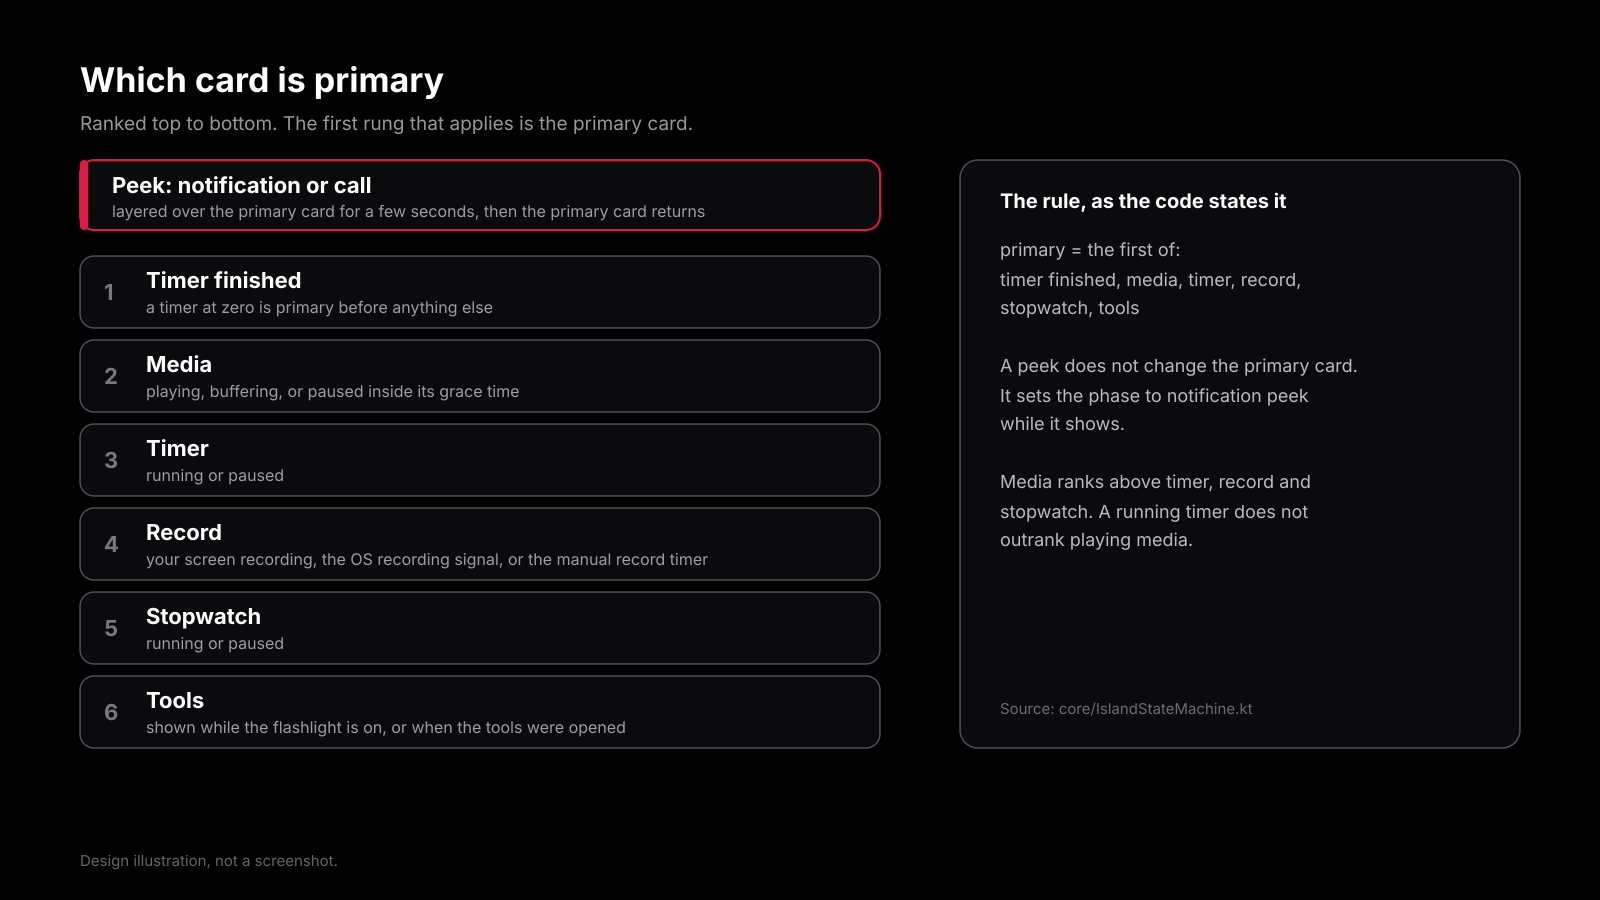 Which card is primary
Ranked top to bottom. The first rung that applies is the primary card.
Peek: notification or call
layered over the primary card for a few seconds, then the primary card returns
1
Timer finished
a timer at zero is primary before anything else
2
Media
playing, buffering, or paused inside its grace time
3
Timer
running or paused
4
Record
your screen recording, the OS recording signal, or the manual record timer
5
Stopwatch
running or paused
6
Tools
shown while the flashlight is on, or when the tools were opened
The rule, as the code states it
primary = the first of:
timer finished, media, timer, record,
stopwatch, tools
A peek does not change the primary card.
It sets the phase to notification peek
while it shows.
Media ranks above timer, record and
stopwatch. A running timer does not
outrank playing media.
Source: core/IslandStateMachine.kt
Design illustration, not a screenshot.